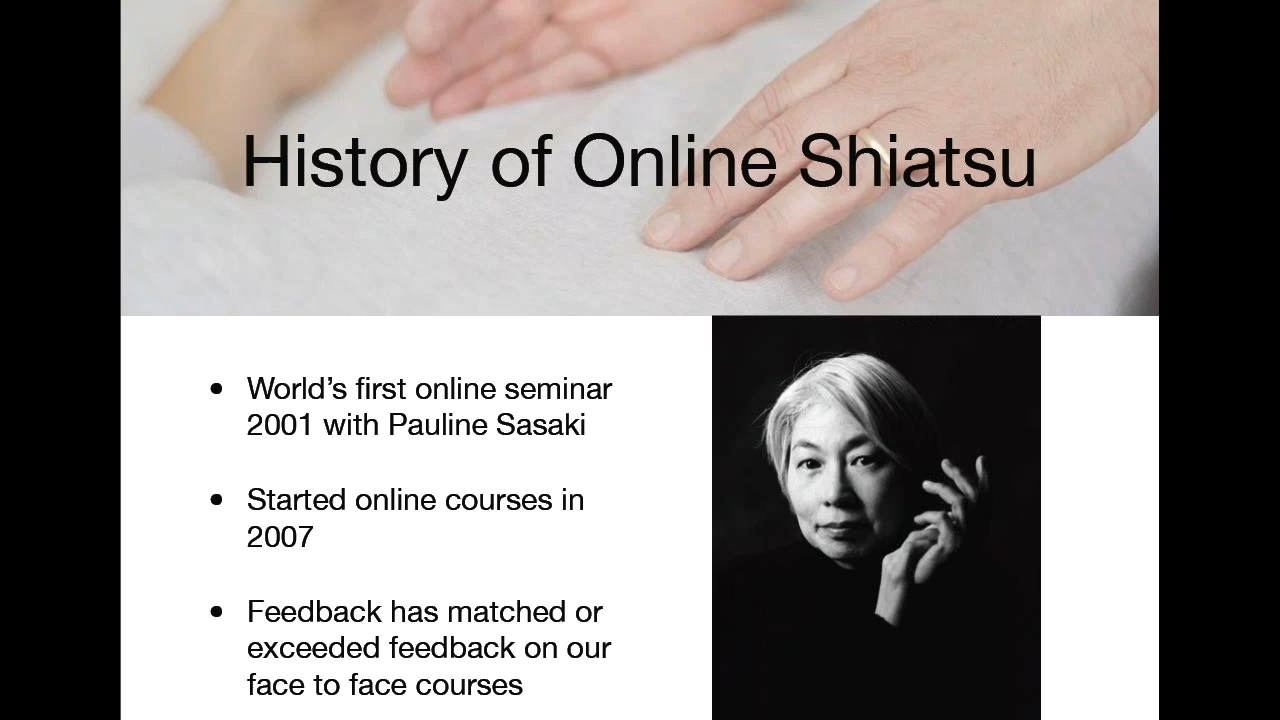 History of Online Shiatsu
• World’s first online seminar
2001 with Pauline Sasaki
• Started online courses in
2007
• Feedback has matched or
exceeded feedback on our
face to face courses